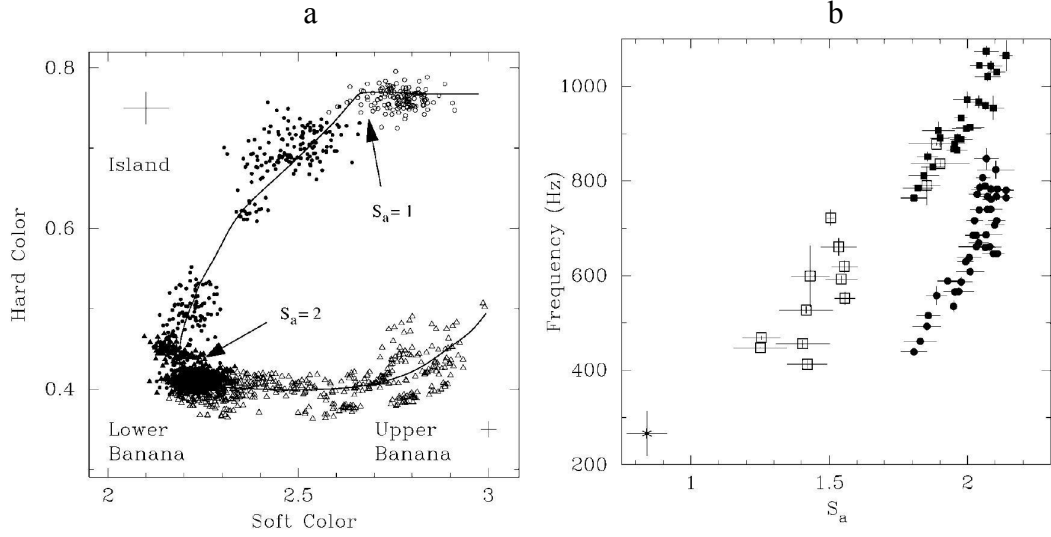 a
b
0.8
0.6
0.4
Hard Color
Island
Sa = 1
Sa = 2
Lower
Banana
Upper
Banana
2
2.5
3
Soft Color
1000
800
600
400
200
Frequency (Hz)
1
1.5
2
Sa